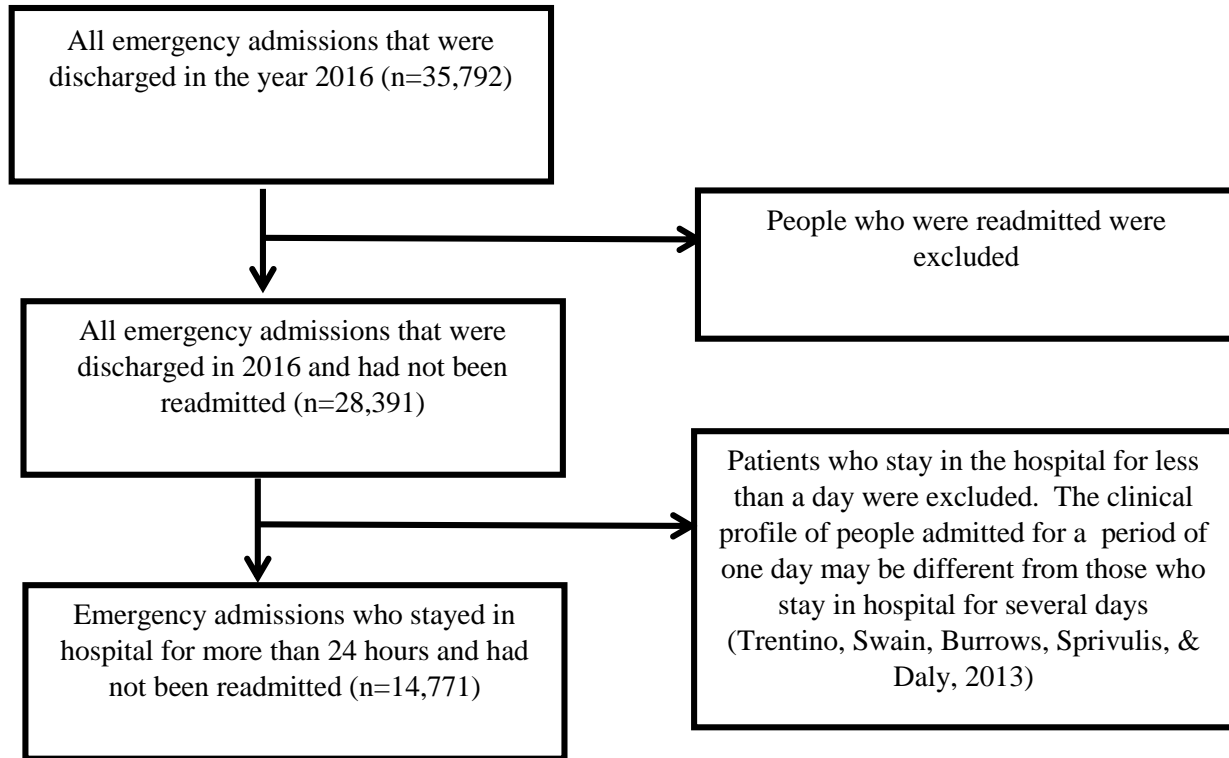 All emergency admissions that were
discharged in the year 2016 (n=35,792)
People who were readmitted were
excluded
All emergency admissions that were
discharged in 2016 and had not been
readmitted (n=28,391)
Patients who stay in the hospital for less
than a day were excluded.  The clinical
profile of people admitted for a  period of
one day may be different from those who
stay in hospital for several days
(Trentino, Swain, Burrows, Sprivulis, &
Daly, 2013)
Emergency admissions who stayed in
hospital for more than 24 hours and had
not been readmitted (n=14,771)